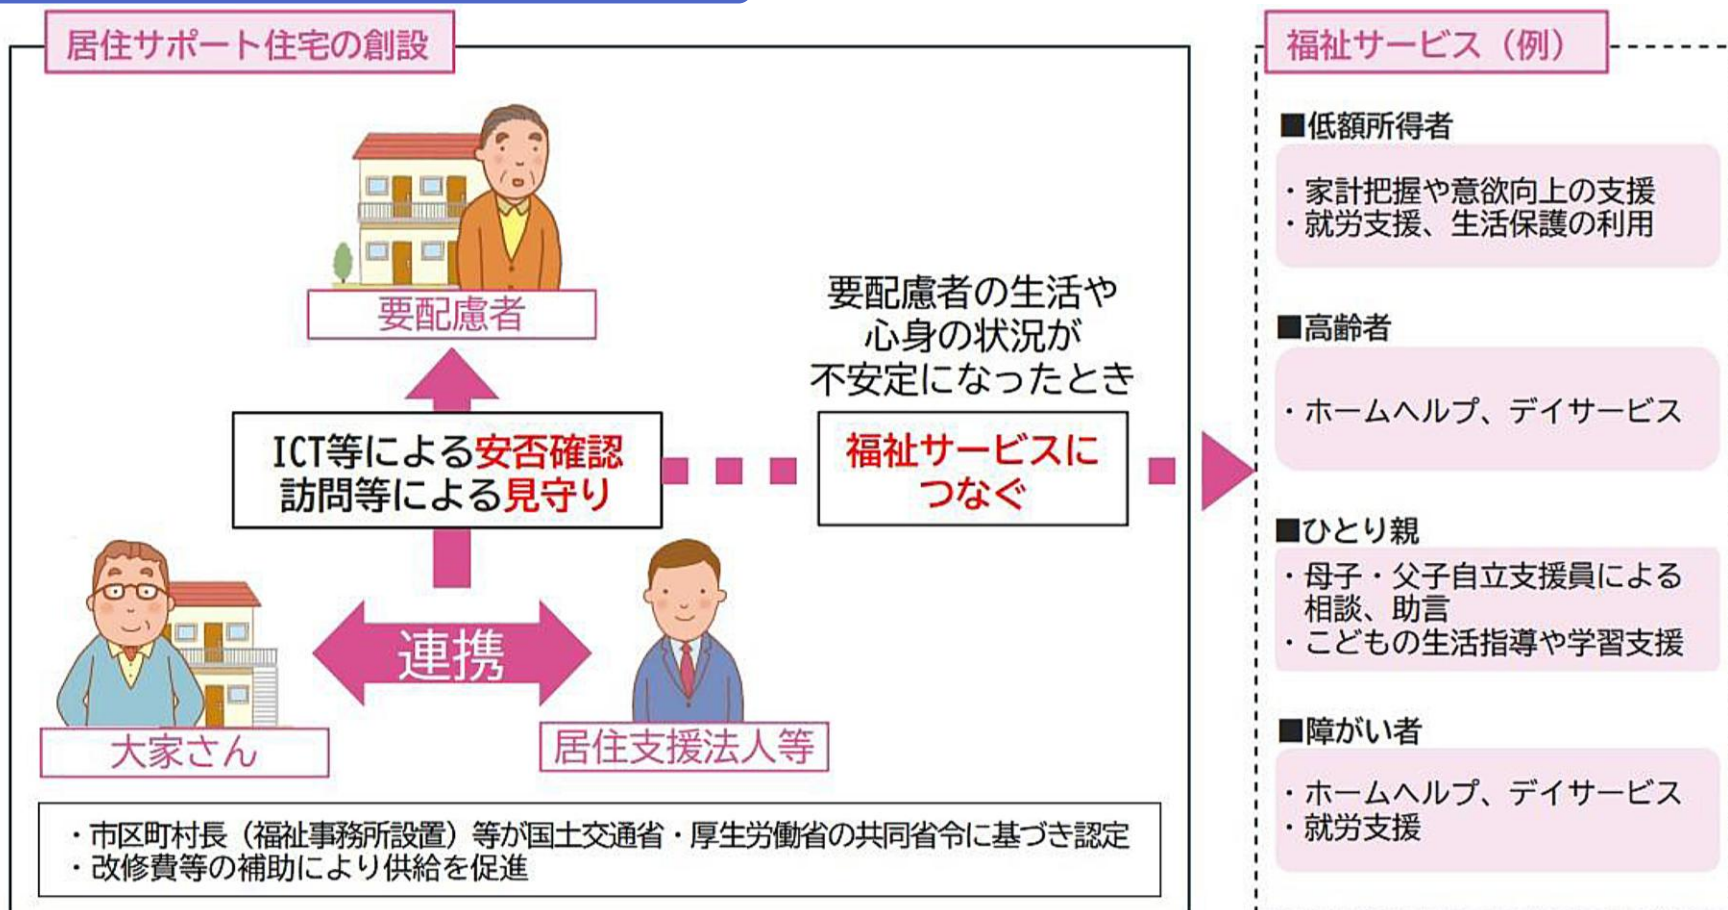 居住サポート住宅の創設
要配慮者
ICT等による安否確認
訪問等による見守り
要配慮者の生活や
心身の状況が
不安定になったとき
福祉サービスに
つなぐ
連携
大家さん
居住支援法人等
・市区町村長（福祉事務所設置）等が国土交通省・厚生労働省の共同省令に基づき認定
・改修費等の補助により供給を促進
福祉サービス（例）
■低額所得者
・家計把握や意欲向上の支援
・就労支援、生活保護の利用
■高齢者
・ホームヘルプ、デイサービス
■ひとり親
・母子・父子自立支援員による
相談、助言
・こどもの生活指導や学習支援
■障がい者
・ホームヘルプ、デイサービス
・就労支援